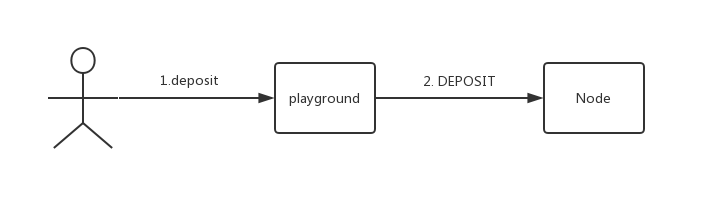 1.deposit
playground
2. DEPOSIT
Node